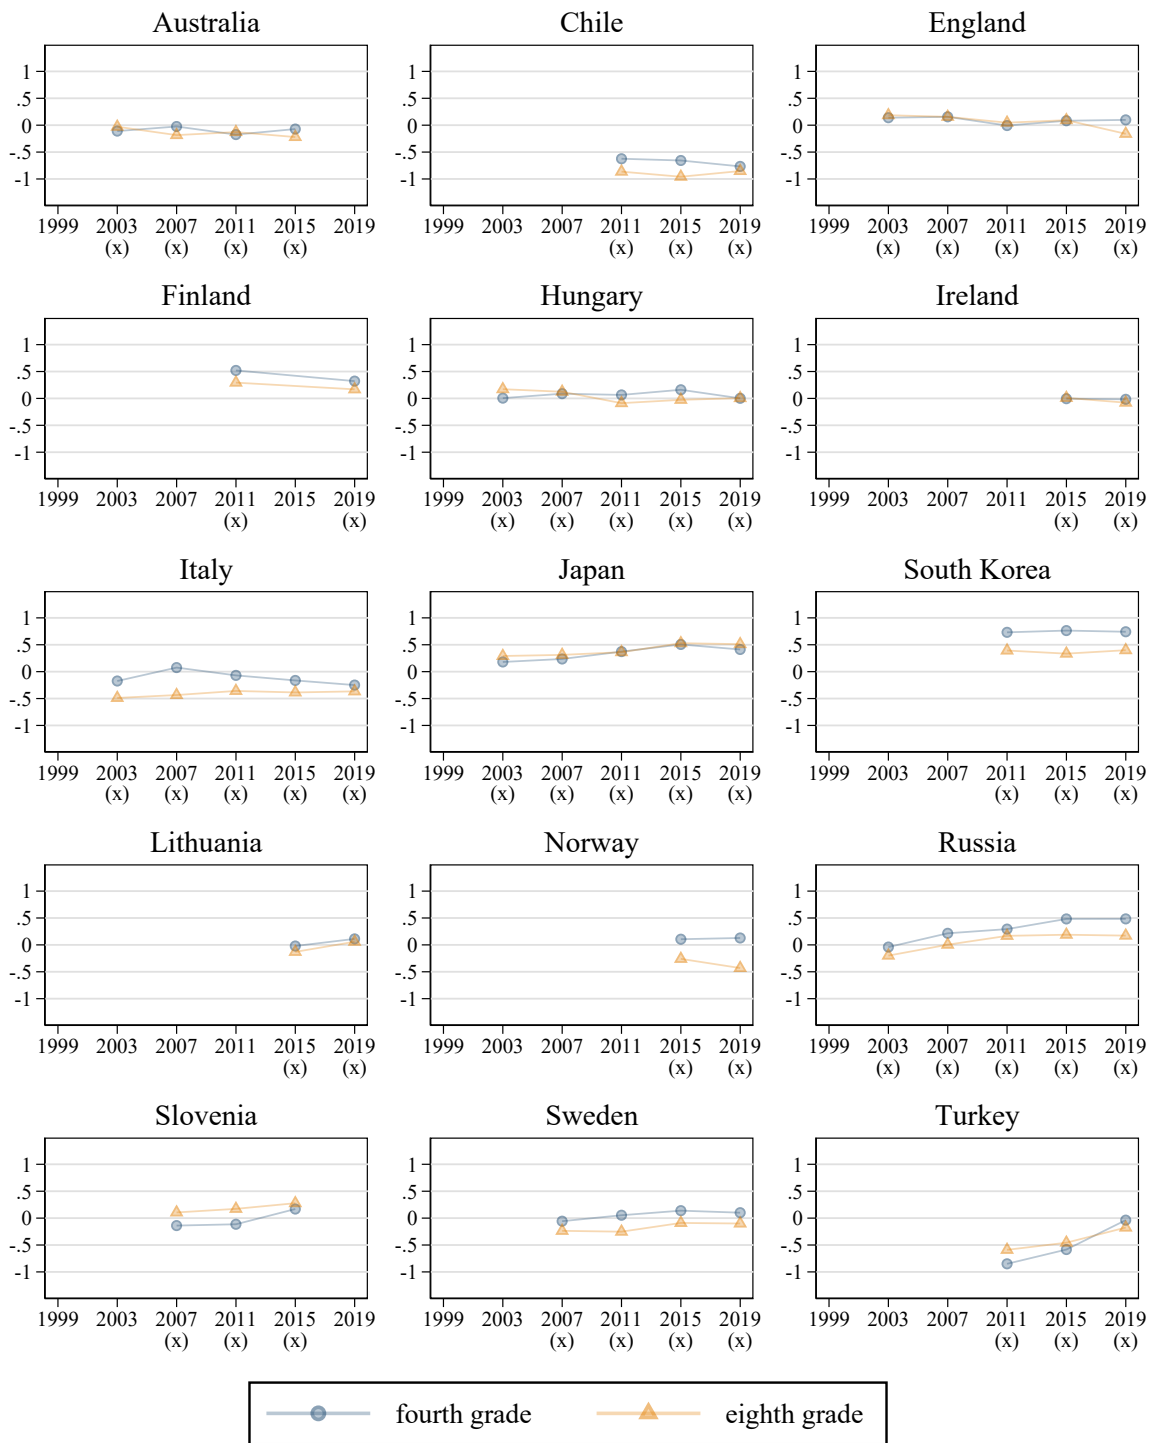 Australia Chile England
1 1 1
.5 .5 .5
0 0 0
-.5 -.5 -.5
-1 -1 -1
1999 2003 2007 2011 2015 2019 1999 2003 2007 2011 2015 2019 1999 2003 2007 2011 2015 2019
(x) (x) (x) (x) (x) (x) (x) (x) (x) (x) (x) (x)
Finland Hungary Ireland
1 1 1
.5 .5 .5
0 0 0
-.5 -.5 -.5
-1 -1 -1
1999 2003 2007 2011 2015 2019 1999 2003 2007 2011 2015 2019 1999 2003 2007 2011 2015 2019
(x) (x) (x) (x) (x) (x) (x) (x) (x)
Italy Japan South Korea
1 1 1
.5 .5 .5
0 0 0
-.5 -.5 -.5
-1 -1 -1
1999 2003 2007 2011 2015 2019 1999 2003 2007 2011 2015 2019 1999 2003 2007 2011 2015 2019
(x) (x) (x) (x) (x) (x) (x) (x) (x) (x) (x) (x) (x)
Lithuania Norway Russia
1 1 1
.5 .5 .5
0 0 0
-.5 -.5 -.5
-1 -1 -1
1999 2003 2007 2011 2015 2019 1999 2003 2007 2011 2015 2019 1999 2003 2007 2011 2015 2019
(x) (x) (x) (x) (x) (x) (x) (x) (x)
Slovenia Sweden Turkey
1 1 1
.5 .5 .5
0 0 0
-.5 -.5 -.5
-1 -1 -1
1999 2003 2007 2011 2015 2019 1999 2003 2007 2011 2015 2019 1999 2003 2007 2011 2015 2019
(x) (x) (x) (x) (x) (x) (x) (x) (x) (x)
fourth grade eighth grade